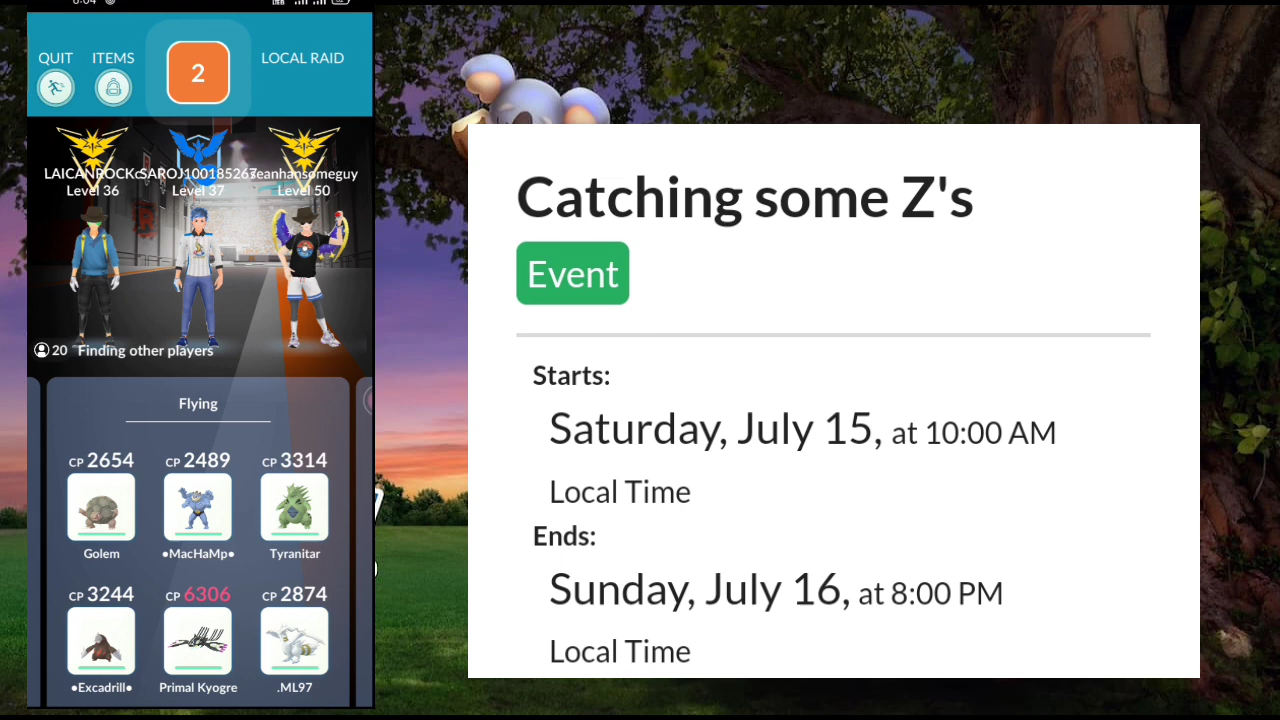 QUIT
ITEMS
2
LOCAL RAID
SAROJ100185267
Level 36
Level 37
Level 50
20
Finding other players
Flying
CP 2654
CP 2489
CP 3314
Golem
•MacHaMp•
Tyranitar
CP 3244
CP 6306
CP 2874
•Excadrill•
Primal Kyogre
.ML97
Catching some Z's
Event
Starts:
Saturday, July 15, at 10:00 AM
Local Time
Ends:
Sunday, July 16, at 8:00 PM
Local Time